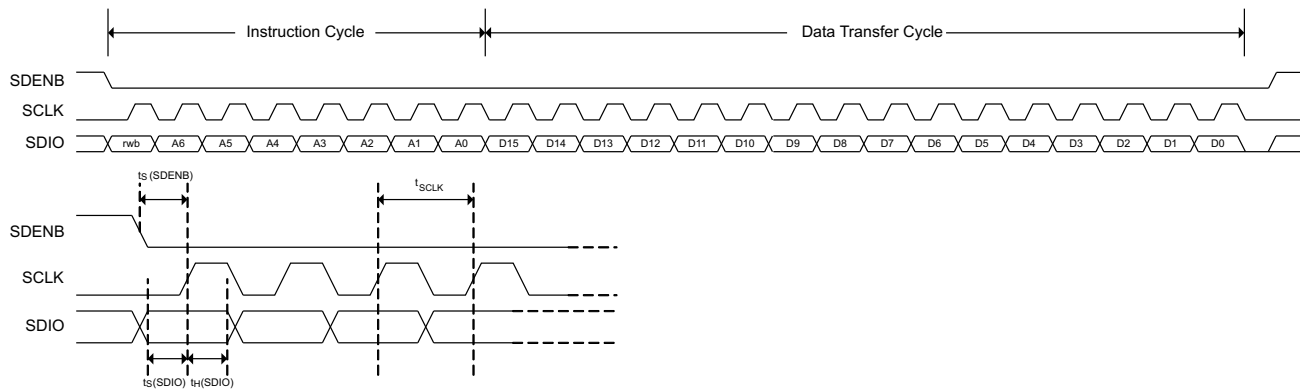 Instruction Cycle Data Transfer Cycle
SDENB
SCLK
SDIO rwb A6 A5 A4 A3 A2 A1 A0 D15 D14 D13 D12 D11 D10 D9 D8 D7 D6 D5 D4 D3 D2 D1 D0
tS(SDENB) tSCLK
SDENB
SCLK
SDIO
tS(SDIO) tH(SDIO)